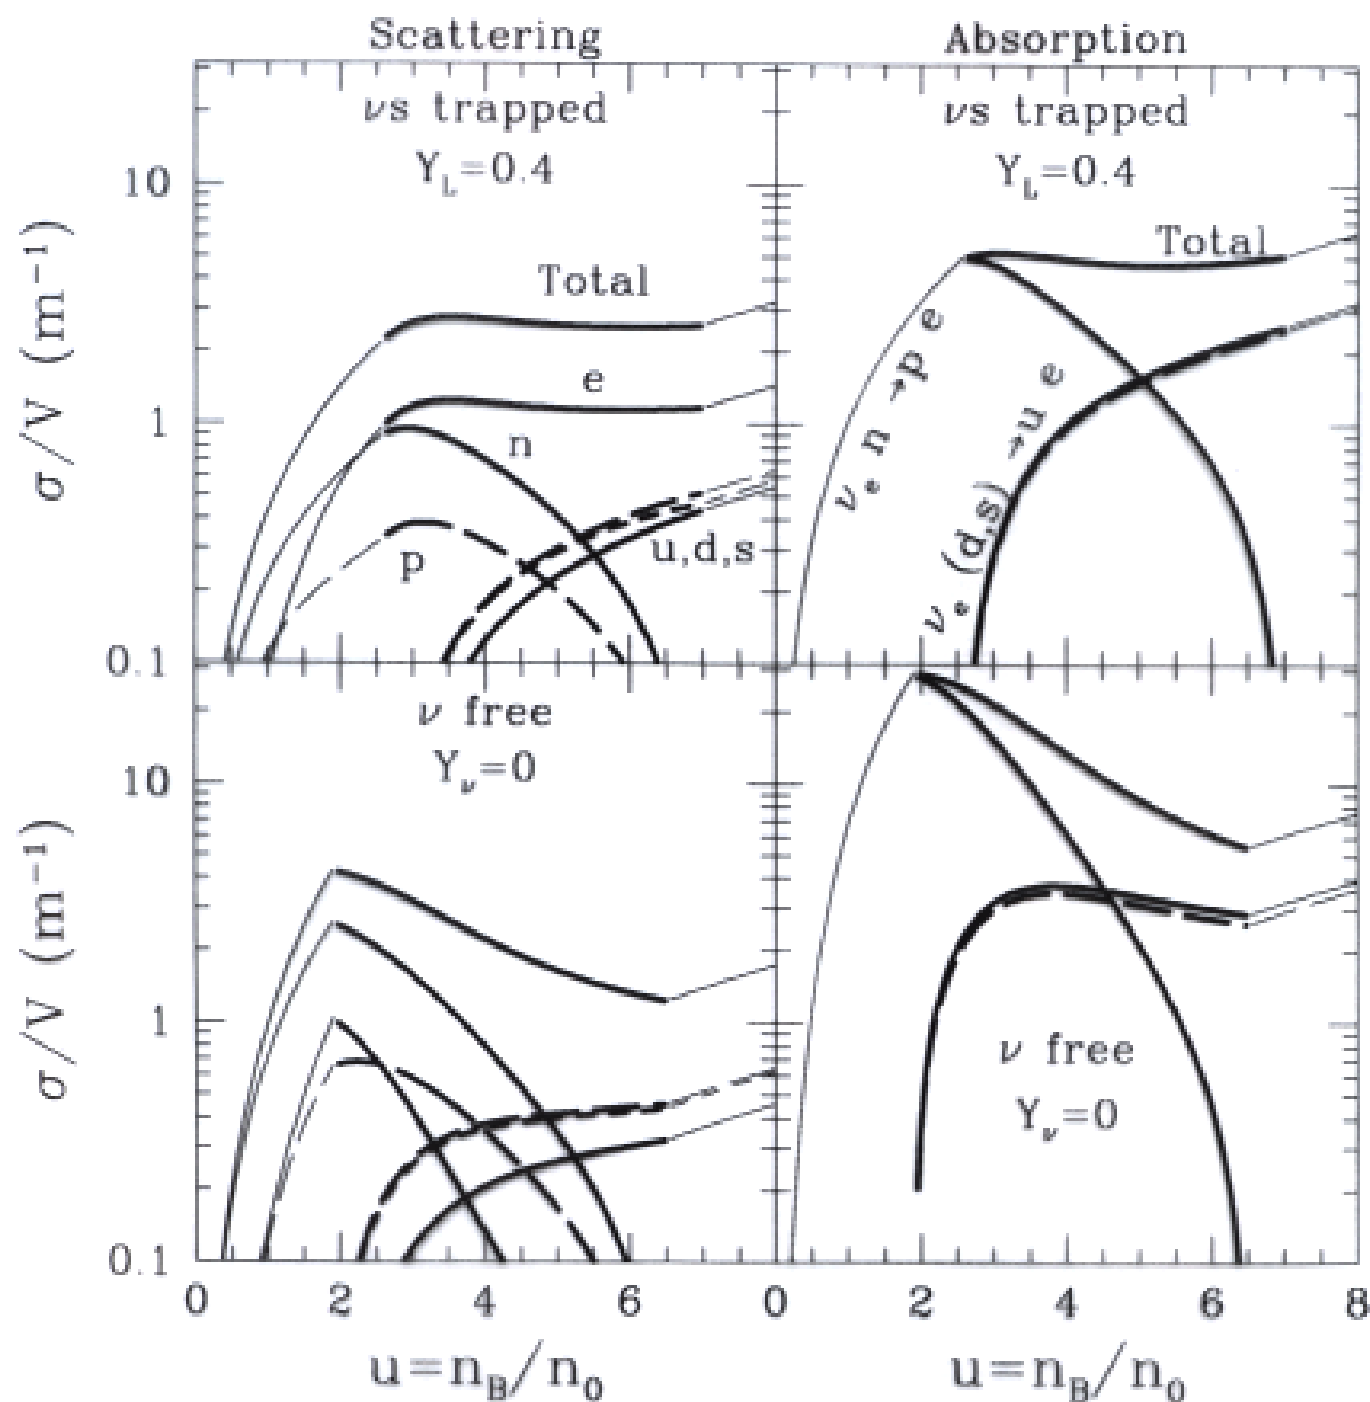 Scattering
Absorption
νs trapped
Y_L=0.4
νs trapped
Y_L=0.4
10
1
0.1
σ/V (m⁻¹)
Total
e
n
p
u,d,s
Total
νₑ n →p e
νₑ (d,s) →u e
ν free
Y_ν=0
10
1
0.1
σ/V (m⁻¹)
ν free
Y_ν=0
0 2 4 6 0 2 4 6 8
u=n_B/n_0
u=n_B/n_0